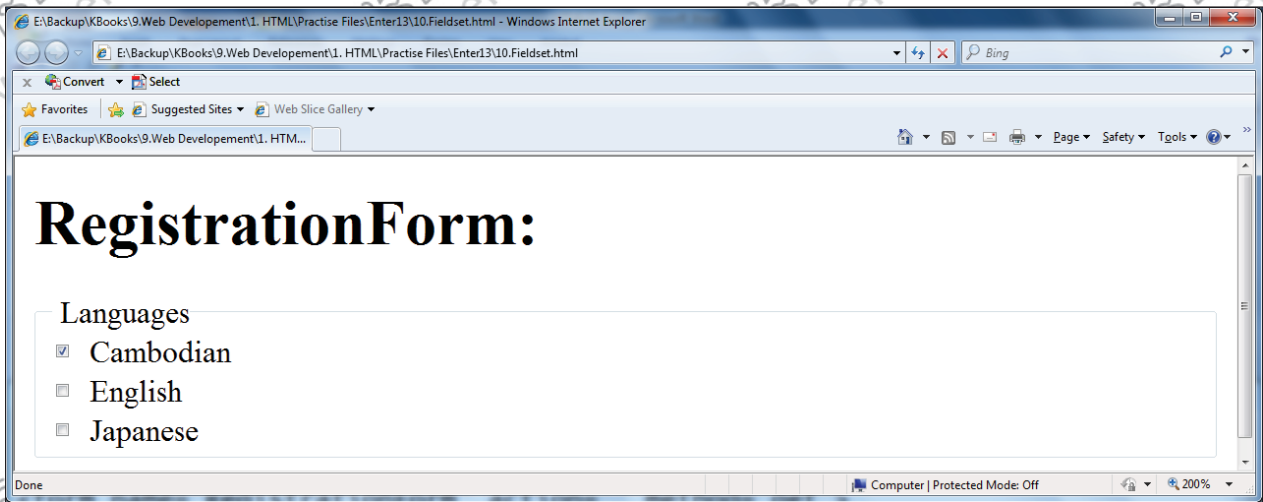 E:\Backup\KBooks\9.Web Developement\1. HTML\Practise Files\Enter13\10.Fieldset.html - Windows Internet Explorer
E:\Backup\KBooks\9.Web Developement\1. HTML\Practise Files\Enter13\10.Fieldset.html
Bing
x Convert Select
Favorites Suggested Sites Web Slice Gallery
E:\Backup\KBooks\9.Web Developement\1. HTM... Page Safety Tools
RegistrationForm:
Languages
Cambodian
English
Japanese
Done Computer | Protected Mode: Off 200%